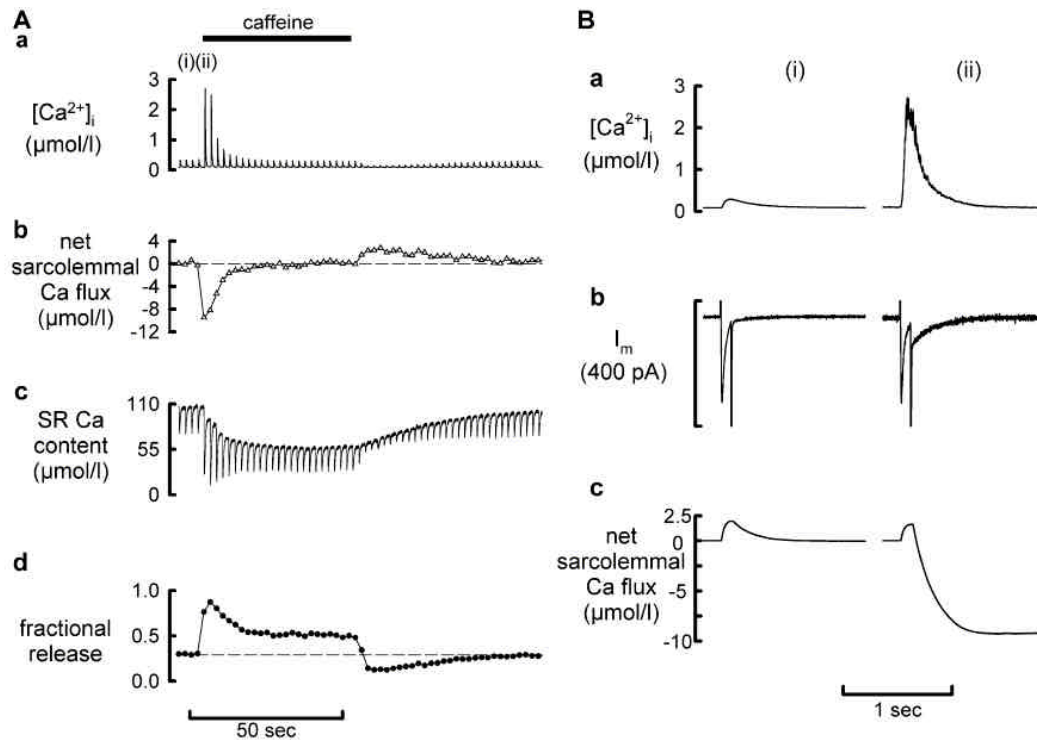 A
caffeine
a
(i)(ii)
[Ca²⁺]ᵢ
(µmol/l)
3
2
1
0
b
net
sarcolemmal
Ca flux
(µmol/l)
4
0
-4
-8
-12
c
SR Ca
content
(µmol/l)
110
55
0
d
fractional
release
1.0
0.5
0.0
50 sec
B
a
(i)
(ii)
[Ca²⁺]ᵢ
(µmol/l)
3
2
1
0
b
Iₘ
(400 pA)
c
net
sarcolemmal
Ca flux
(µmol/l)
2.5
0
-5
-10
1 sec